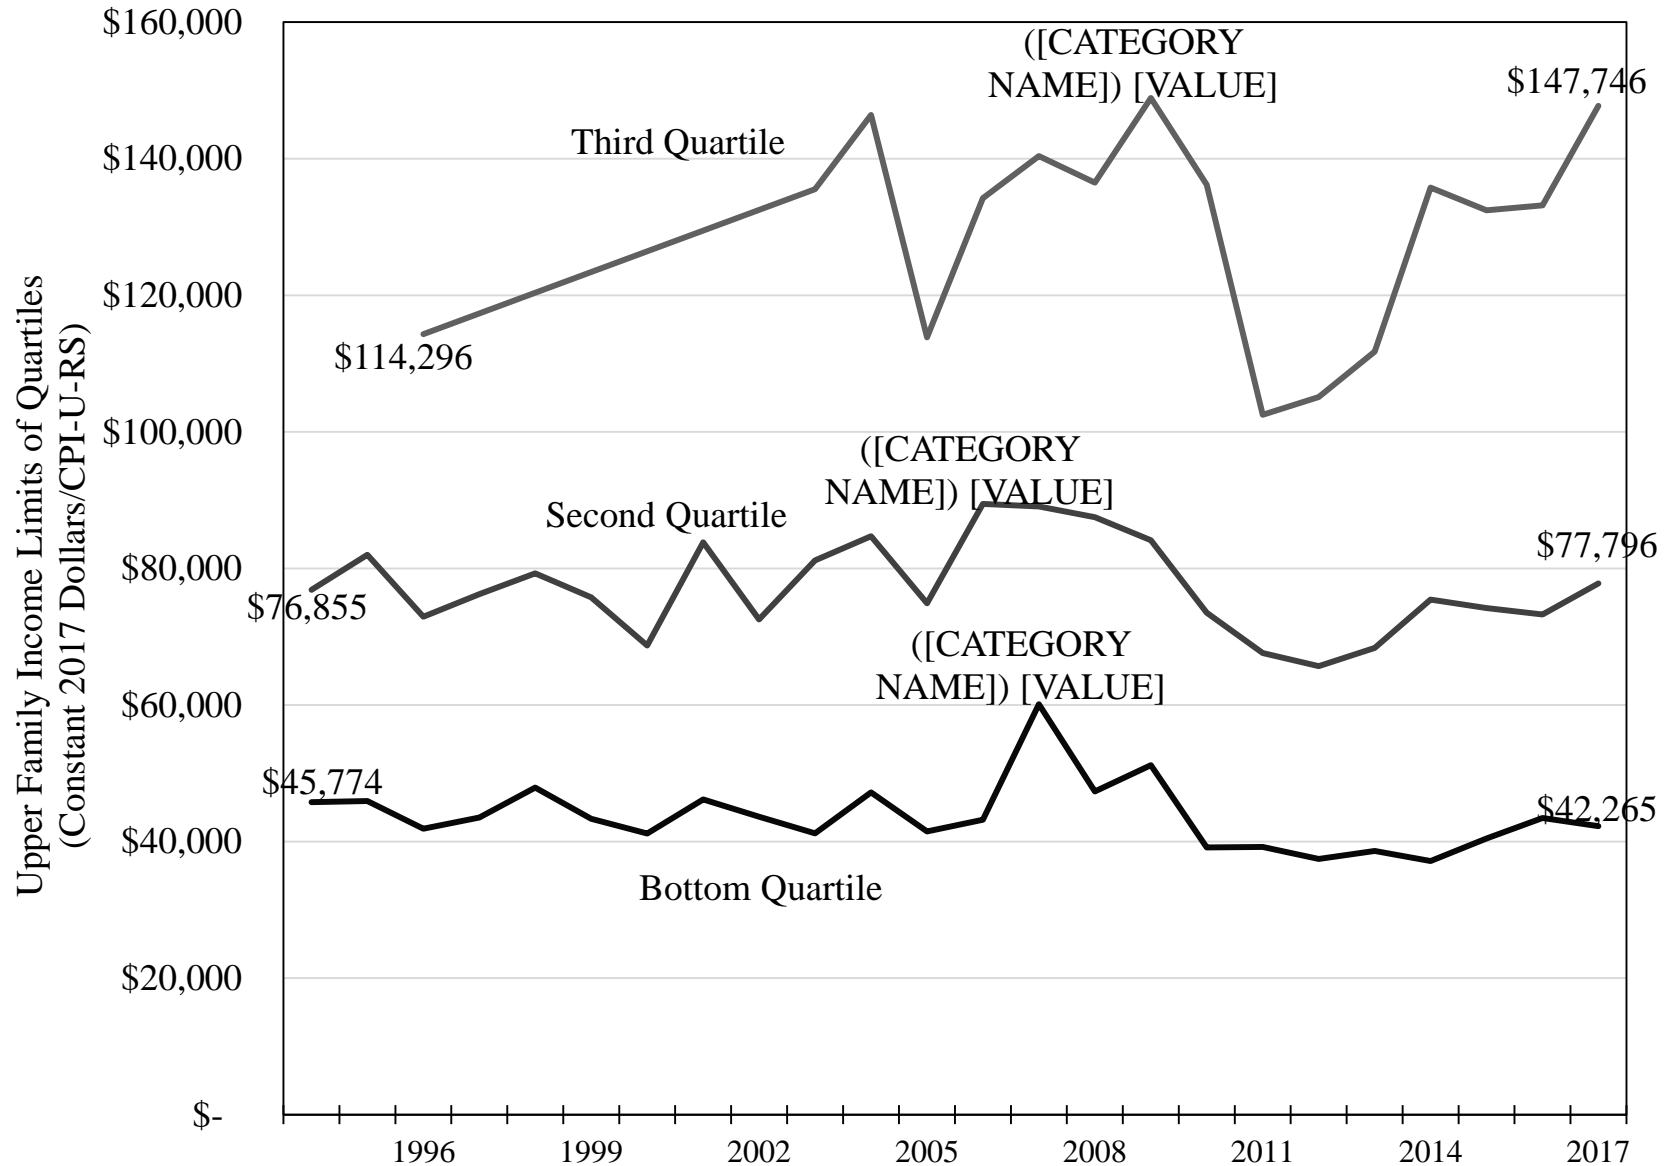 $160,000
([CATEGORY
NAME]) [VALUE]
$147,746
Third Quartile
$140,000
$120,000
$114,296
$100,000
([CATEGORY
NAME]) [VALUE]
Second Quartile
$77,796
$80,000
$76,855
([CATEGORY
NAME]) [VALUE]
$60,000
$45,774
$42,265
$40,000
Bottom Quartile
$20,000
$-
1996 1999 2002 2005 2008 2011 2014 2017
Upper Family Income Limits of Quartiles
(Constant 2017 Dollars/CPI-U-RS)